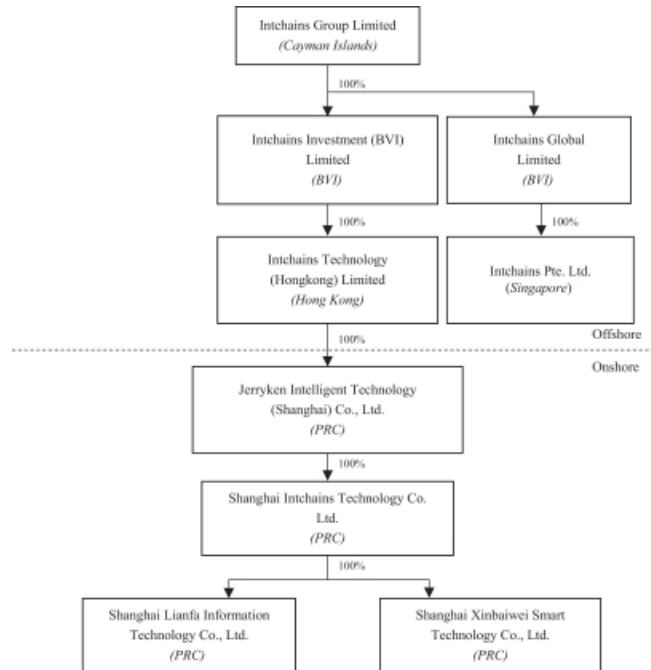 Intchains Group Limited
(Cayman Islands)
100%
Intchains Investment (BVI)
Limited
(BVI)
Intchains Global
Limited
(BVI)
100%
100%
Intchains Technology
(Hongkong) Limited
(Hong Kong)
Intchains Pte. Ltd.
(Singapore)
Offshore
100%
Onshore
Jerryken Intelligent Technology
(Shanghai) Co., Ltd.
(PRC)
100%
Shanghai Intchains Technology Co.
Ltd.
(PRC)
100%
Shanghai Lianfa Information
Technology Co., Ltd.
(PRC)
Shanghai Xinbaiwei Smart
Technology Co., Ltd.
(PRC)